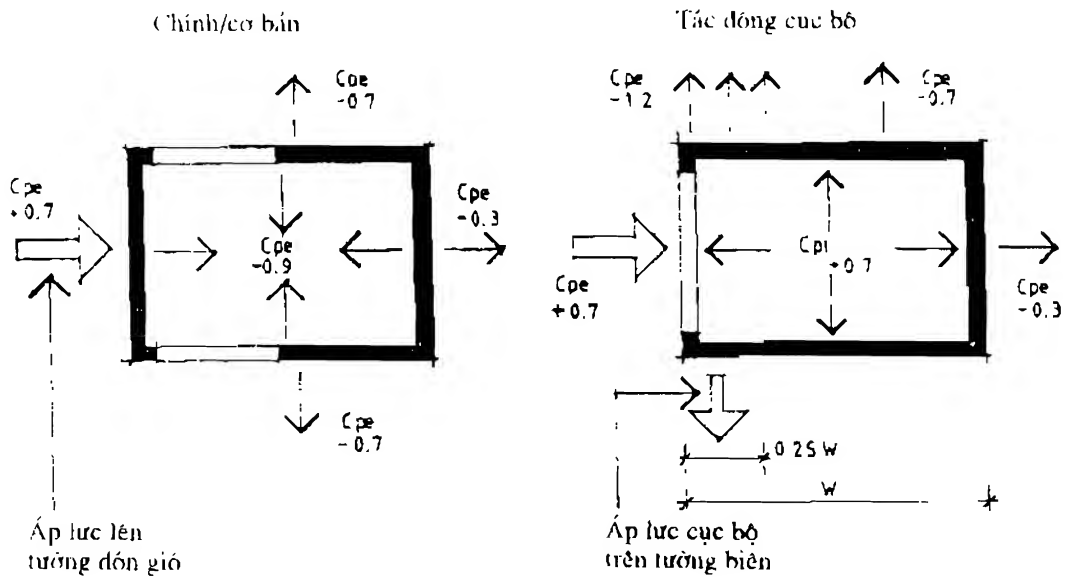 Chính/cơ bản
Tác động cục bộ
Cpe
-0.7
Cpe
-1.2
Cpe
-0.7
Cpe
+0.7
Cpe
-0.9
Cpe
-0.3
Cpi
+0.7
Cpe
+0.7
Cpe
-0.3
Cpe
-0.7
0.25 W
W
Áp lực lên
tường đón gió
Áp lực cục bộ
trên tường biên